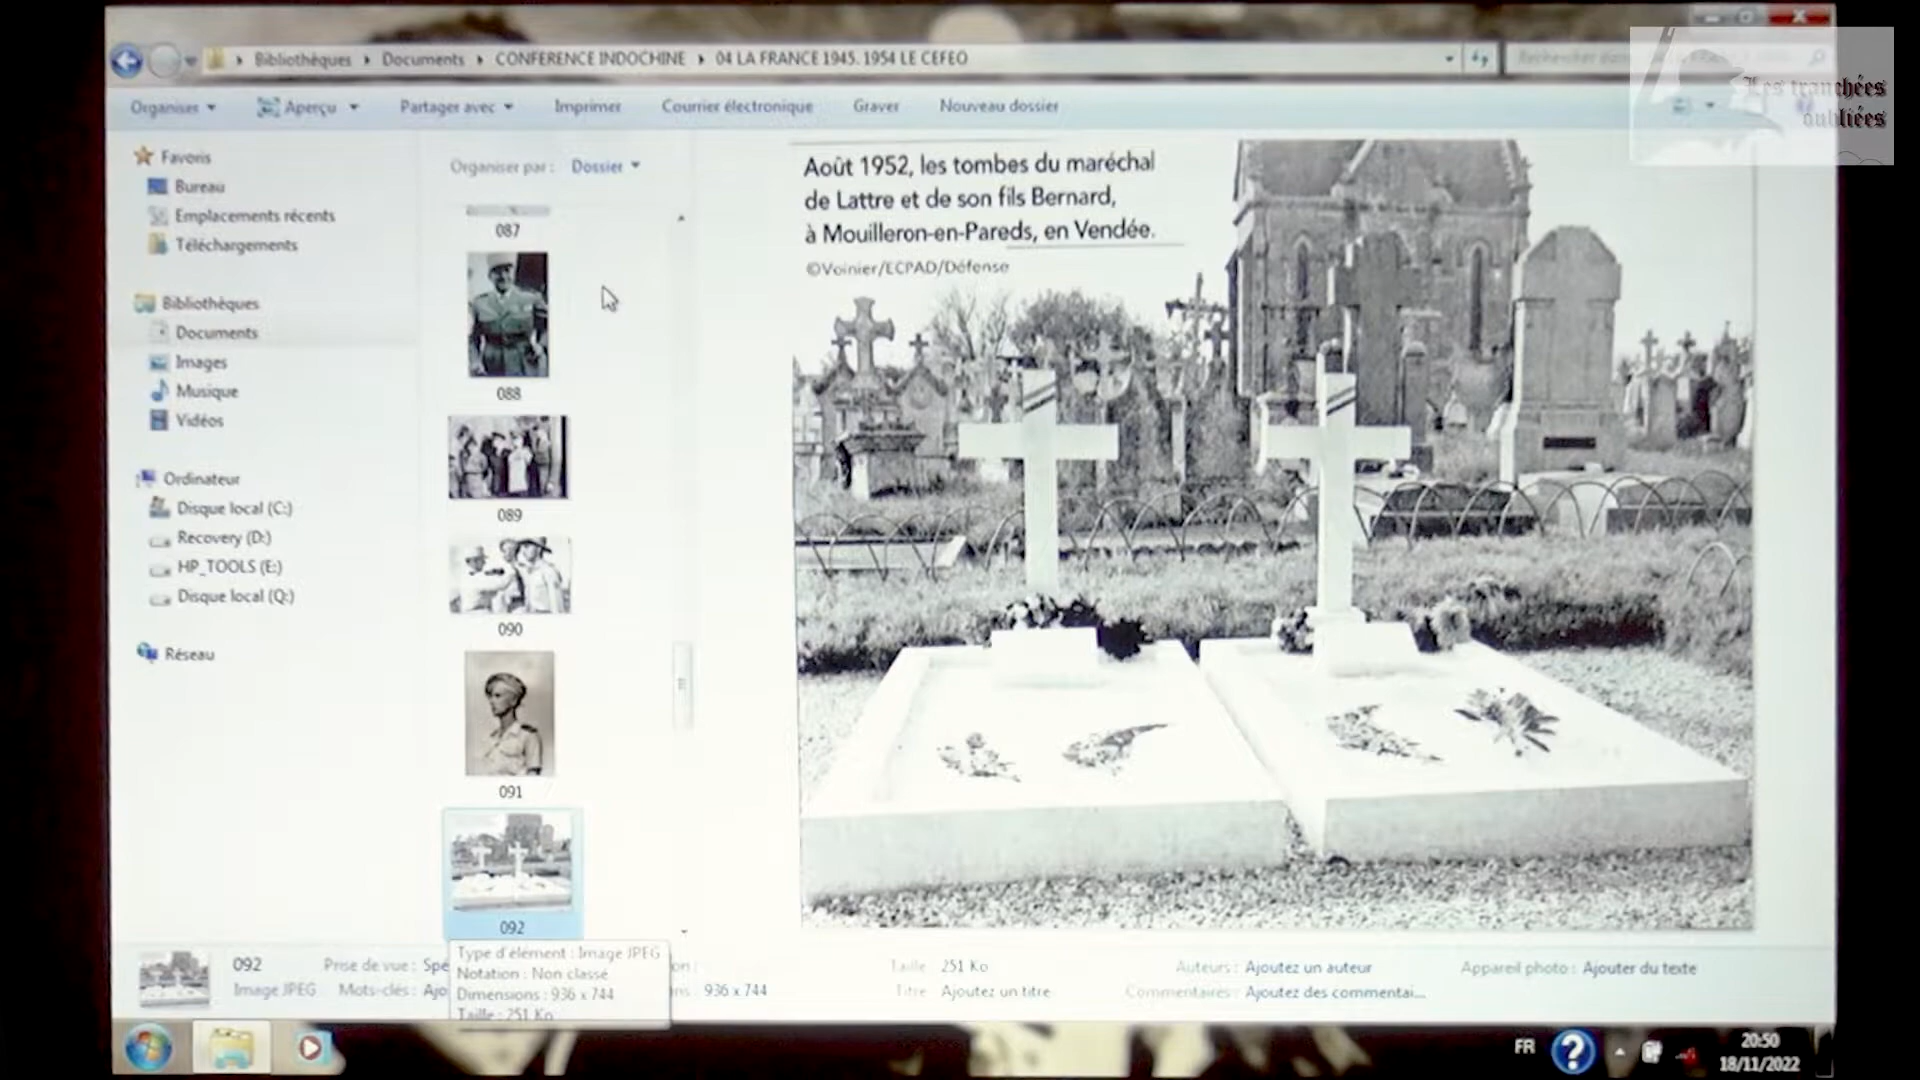 Bibliothèques ▸ Documents ▸ CONFERENCE INDOCHINE ▸ 04 LA FRANCE 1945. 1954 LE CEFEO
Les tranchées
oubliées
Organiser Aperçu Partager avec Imprimer Courrier électronique Graver Nouveau dossier
Favoris
Bureau
Emplacements récents
Téléchargements
Bibliothèques
Documents
Images
Musique
Vidéos
Ordinateur
Disque local (C:)
Recovery (D:)
HP_TOOLS (E:)
Disque local (Q:)
Réseau
Organiser par : Dossier
087
088
089
090
091
092
Août 1952, les tombes du maréchal
de Lattre et de son fils Bernard,
à Mouilleron-en-Pareds, en Vendée.
©Voinier/ECPAD/Défense
Type d'élément : Image JPEG
Notation : Non classé
Dimensions : 936 x 744
Taille : 251 Ko
092 Prise de vue : Taille : 251 Ko Auteurs : Ajoutez un auteur Appareil photo : Ajouter du texte
Image JPEG Mots-clés : 936 x 744 Titre : Ajoutez un titre Commentaires : Ajoutez des commentai...
FR
20:50
18/11/2022